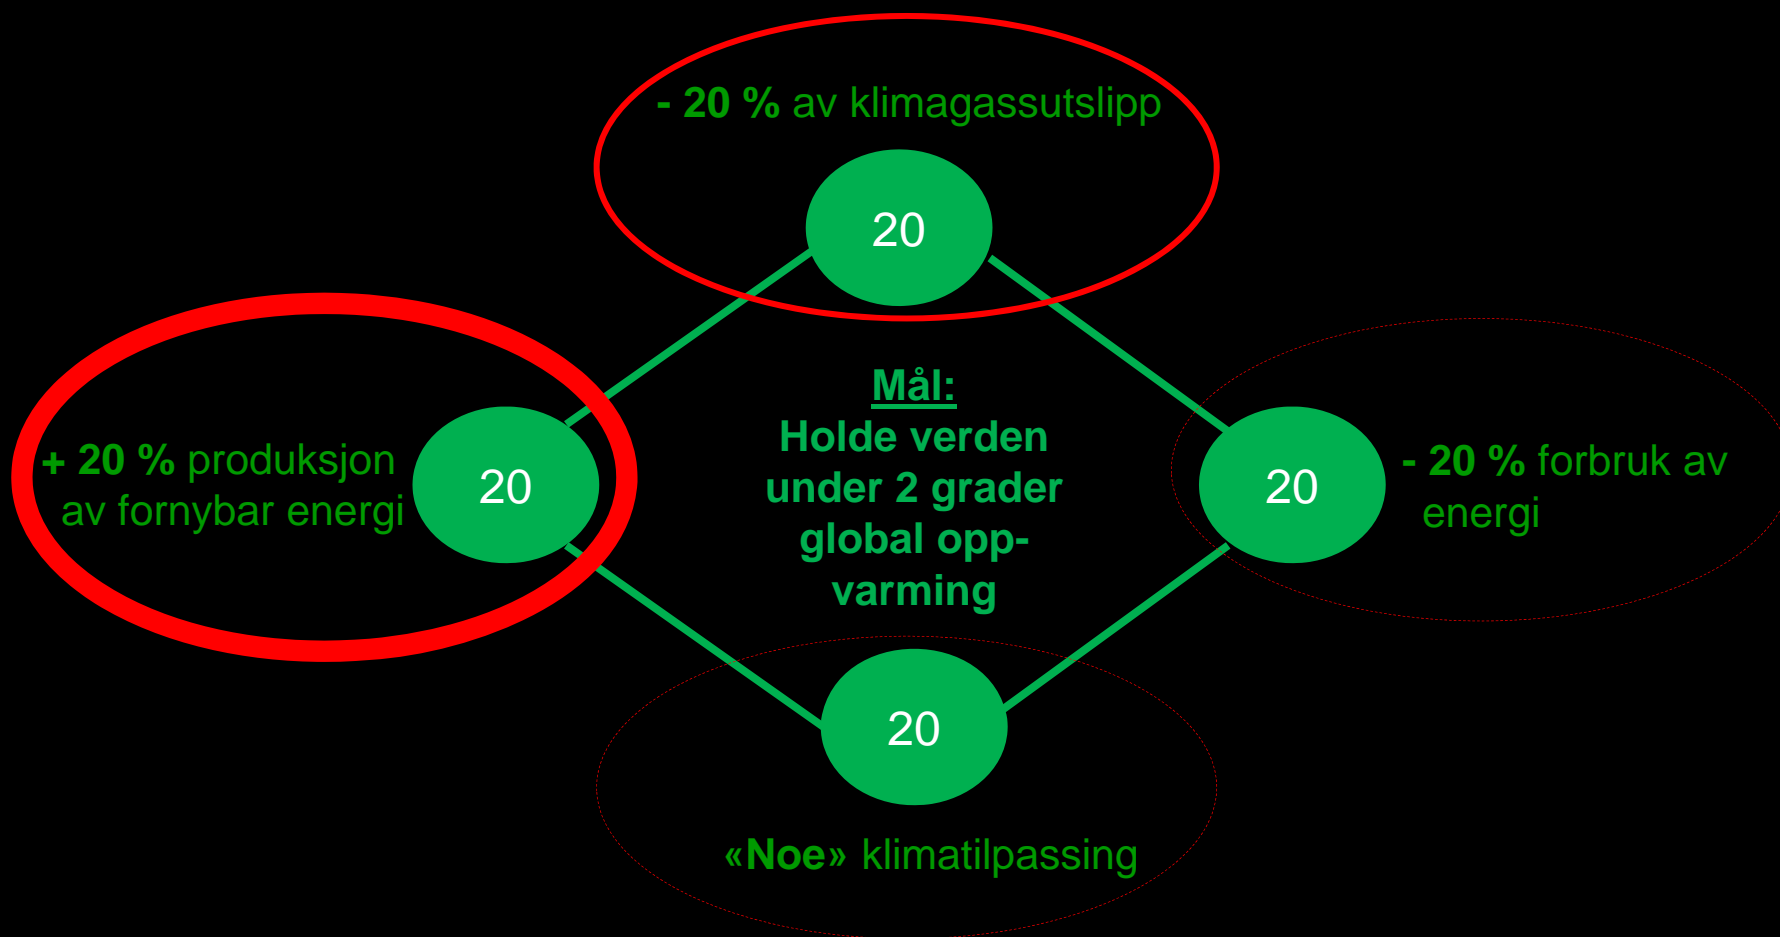 - 20 % av klimagassutslipp
20
Mål:
Holde verden
under 2 grader
global opp-
varming
+ 20 % produksjon
av fornybar energi
20
20
- 20 % forbruk av
energi
20
«Noe» klimatilpassing